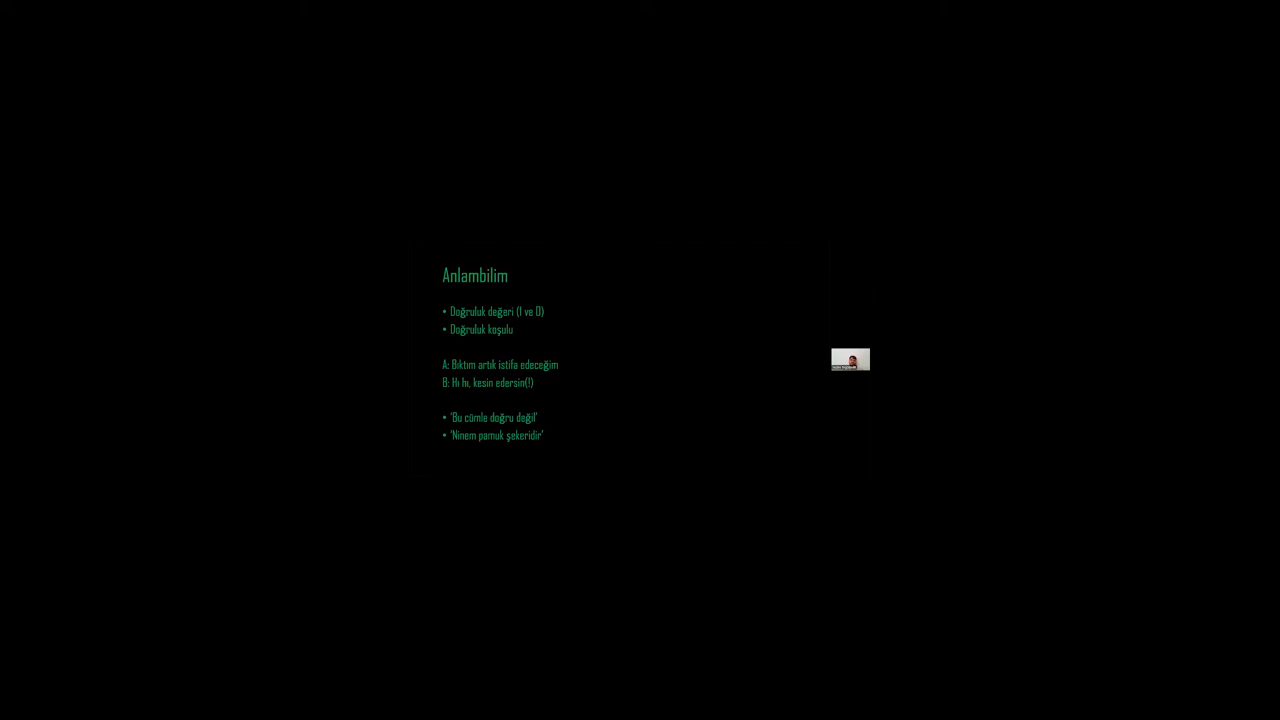 Anlambilim
• Doğruluk değeri (1 ve 0)
• Doğruluk koşulu
A: Bıktım artık istifa edeceğim
B: Hı hı, kesin edersin(!)
• 'Bu cümle doğru değil'
• 'Ninem pamuk şekeridir'